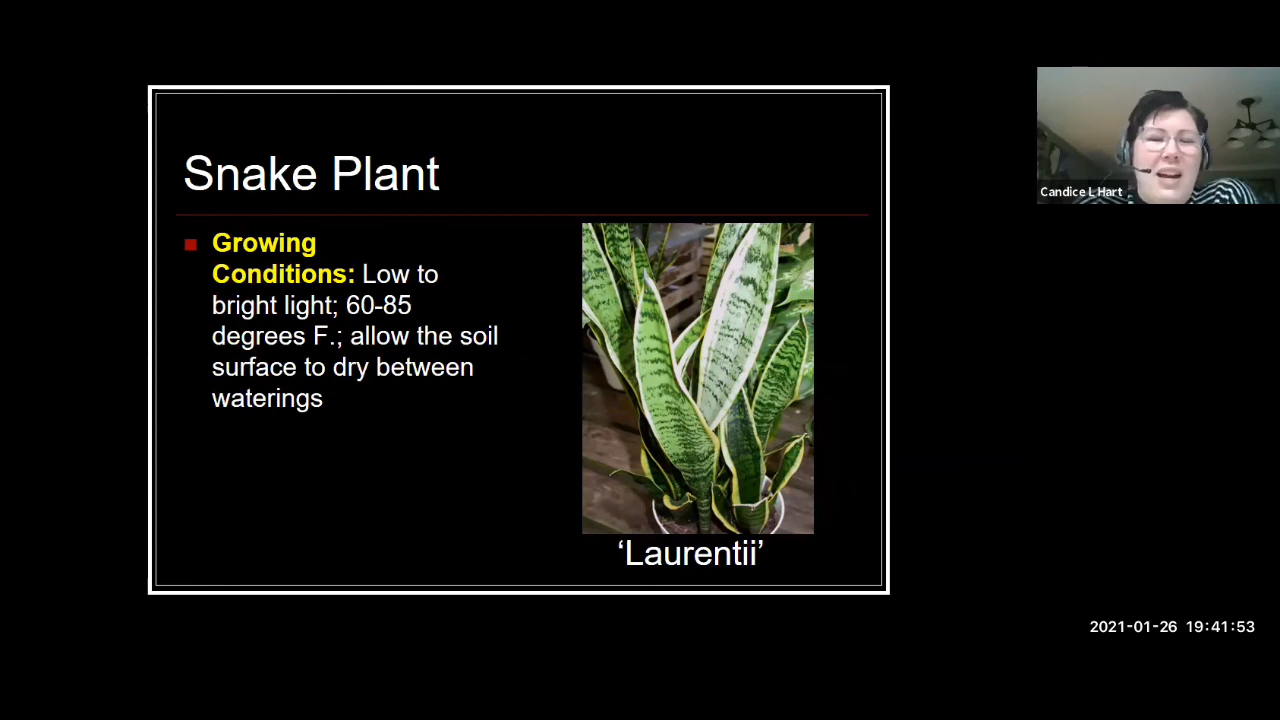 Snake Plant
Growing
Conditions: Low to
bright light; 60-85
degrees F.; allow the soil
surface to dry between
waterings
‘Laurentii’
Candice L Hart
2021-01-26 19:41:53